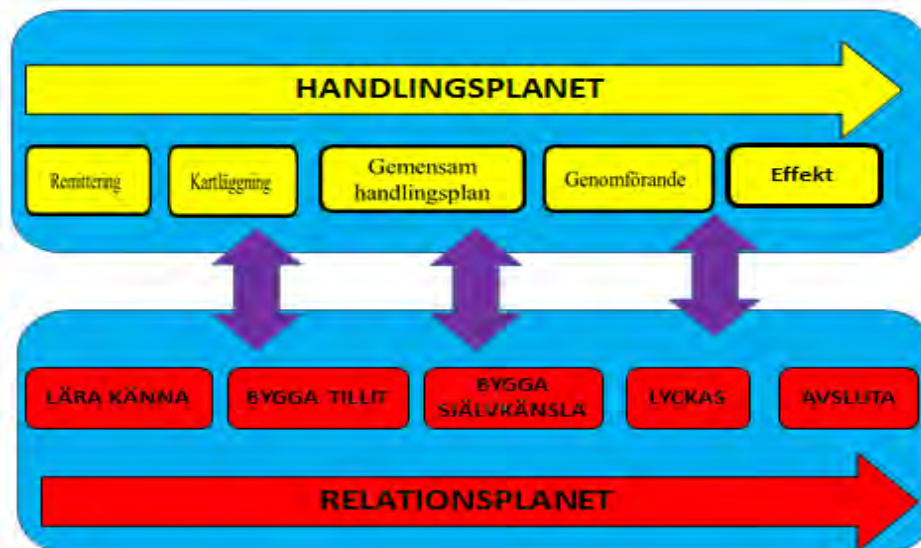 HANDLINGSPLANET
Remittering
Kartläggning
Gemensam
handlingsplan
Genomförande
Effekt
LÄRA KÄNNA
BYGGA TILLIT
BYGGA
SJÄLVKÄNSLA
LYCKAS
AVSLUTA
RELATIONSPLANET